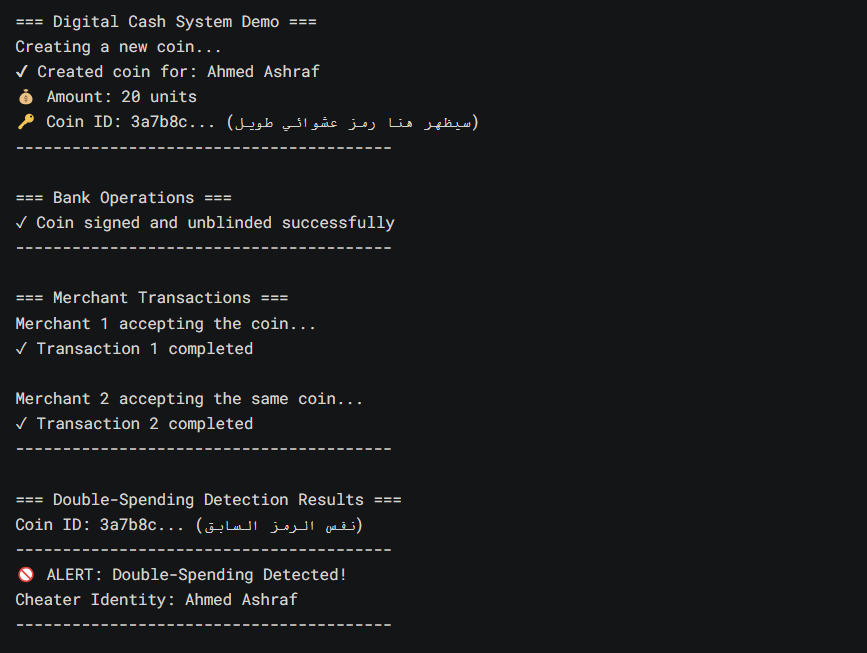 === Digital Cash System Demo ===
Creating a new coin...
✓ Created coin for: Ahmed Ashraf
💰 Amount: 20 units
🔑 Coin ID: 3a7b8c... (سيظهر هنا رمز عشوائي طويل)
----------------------------------------
=== Bank Operations ===
✓ Coin signed and unblinded successfully
----------------------------------------
=== Merchant Transactions ===
Merchant 1 accepting the coin...
✓ Transaction 1 completed
Merchant 2 accepting the same coin...
✓ Transaction 2 completed
----------------------------------------
=== Double-Spending Detection Results ===
Coin ID: 3a7b8c... (نفس الرمز السابق)
----------------------------------------
🚫 ALERT: Double-Spending Detected!
Cheater Identity: Ahmed Ashraf
----------------------------------------